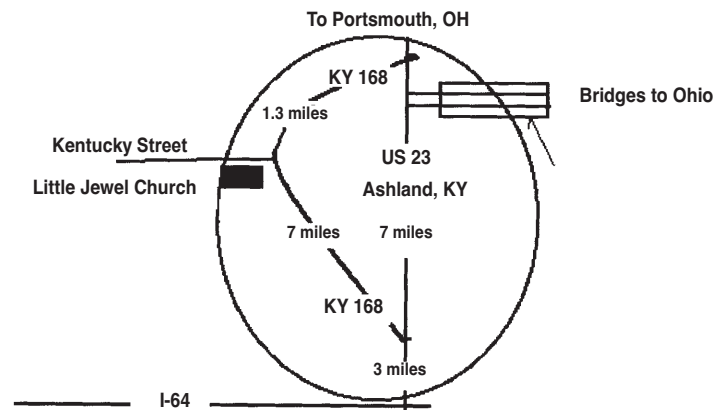 To Portsmouth, OH
KY 168
Bridges to Ohio
1.3 miles
Kentucky Street
US 23
Little Jewel Church
Ashland, KY
7 miles
7 miles
KY 168
3 miles
I-64